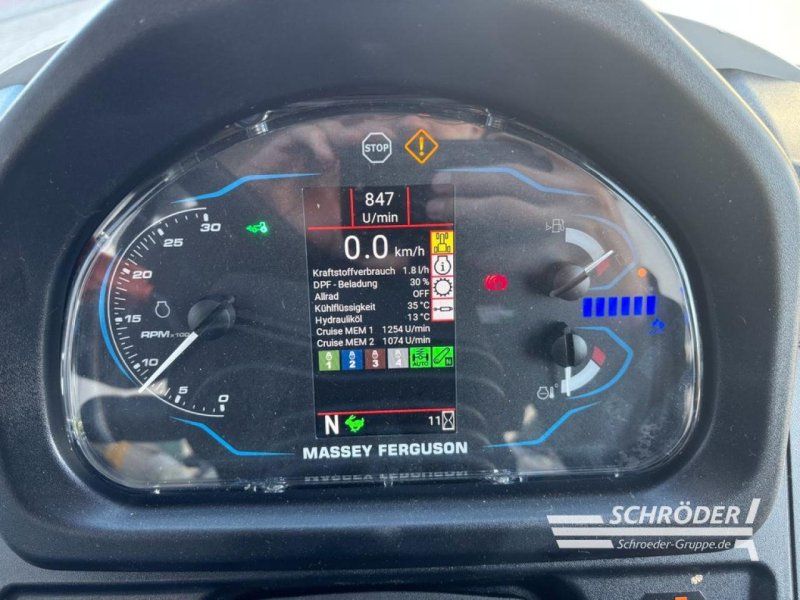 STOP
847
U/min
0.0 km/h
Kraftstoffverbrauch 1.8 l/h
DPF - Beladung 30 %
Allrad OFF
Kühlflüssigkeit 35 °C
Hydrauliköl 13 °C
Cruise MEM 1 1254 U/min
Cruise MEM 2 1074 U/min
1 2 3 4 AUTO
N 11
30
25
20
15
10
5
0
RPMx100
MASSEY FERGUSON
SCHRÖDER
Schroeder-Gruppe.de